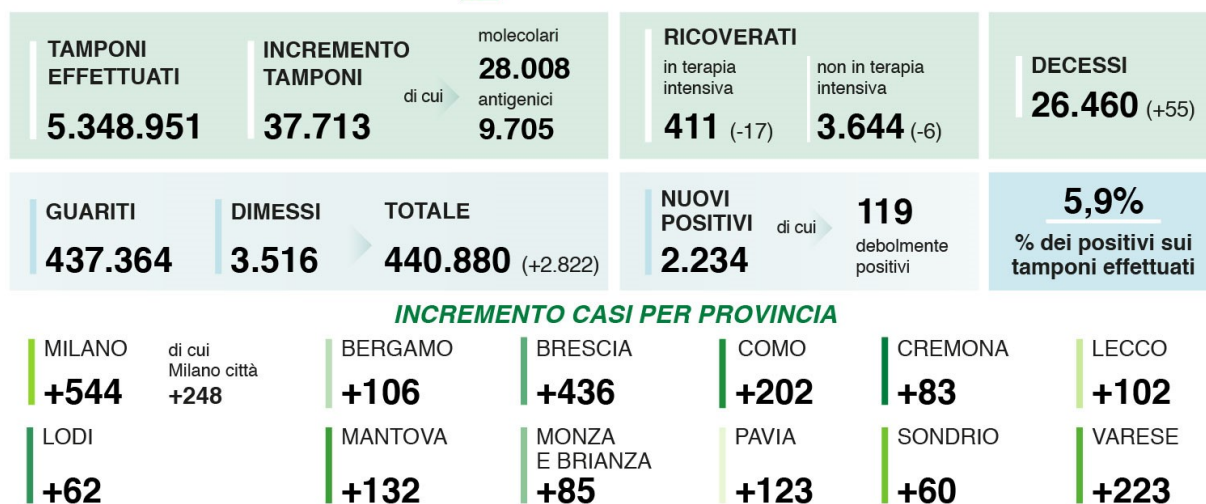 TAMPONI
EFFETTUATI
5.348.951
INCREMENTO
TAMPONI
37.713
di cui
molecolari
28.008
antigenici
9.705
RICOVERATI
in terapia
intensiva
411 (-17)
non in terapia
intensiva
3.644 (-6)
DECESSI
26.460 (+55)
GUARITI
437.364
DIMESSI
3.516
TOTALE
440.880 (+2.822)
NUOVI
POSITIVI
2.234
di cui
119
debolmente
positivi
5,9%
% dei positivi sui
tamponi effettuati
INCREMENTO CASI PER PROVINCIA
MILANO
+544
di cui
Milano città
+248
BERGAMO
+106
BRESCIA
+436
COMO
+202
CREMONA
+83
LECCO
+102
LODI
+62
MANTOVA
+132
MONZA
E BRIANZA
+85
PAVIA
+123
SONDRIO
+60
VARESE
+223